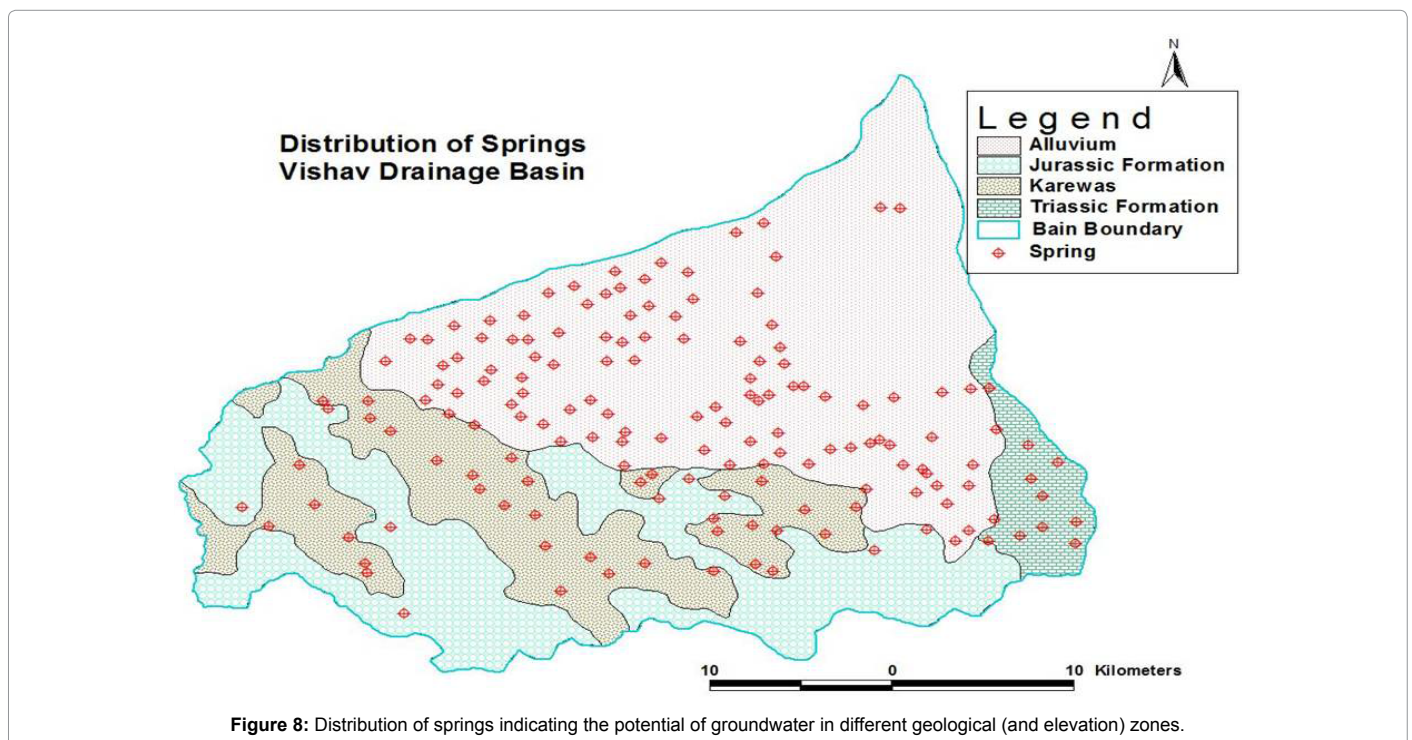 N
Distribution of Springs
Vishav Drainage Basin
Legend
Alluvium
Jurassic Formation
Karewas
Triassic Formation
Bain Boundary
Spring
10 0 10 Kilometers
Figure 8: Distribution of springs indicating the potential of groundwater in different geological (and elevation) zones.